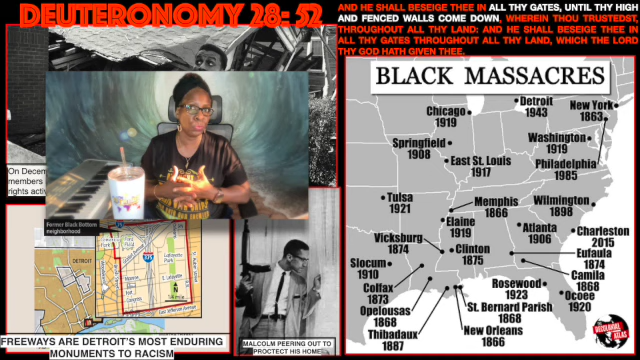 DEUTERONOMY 28: 52
AND HE SHALL BESEIGE THEE IN ALL THY GATES, UNTIL THY HIGH
AND FENCED WALLS COME DOWN, WHEREIN THOU TRUSTEDST,
THROUGHOUT ALL THY LAND: AND HE SHALL BESEIGE THEE IN
ALL THY GATES THROUGHOUT ALL THY LAND, WHICH THE LORD
THY GOD HATH GIVEN THEE.
BLACK MASSACRES
Detroit
1943
New York
1863
Chicago
1919
Springfield
1908
Washington
1919
East St. Louis
1917
Philadelphia
1985
Tulsa
1921
Memphis
1866
Wilmington
1898
Elaine
1919
Atlanta
1906
Charleston
2015
Vicksburg
1874
Clinton
1875
Eufaula
1874
Slocum
1910
Camila
1868
Colfax
1873
Rosewood
1923
Ocoee
1920
Opelousas
1868
St. Bernard Parish
1868
Thibadaux
1887
New Orleans
1866
DECOLONIAL
ATLAS
On Decem
members
rights activ
Former Black Bottom
neighborhood
DETROIT
375
FREEWAYS ARE DETROIT'S MOST ENDURING
MONUMENTS TO RACISM
MALCOLM PEERING OUT TO
PROTECT HIS HOME